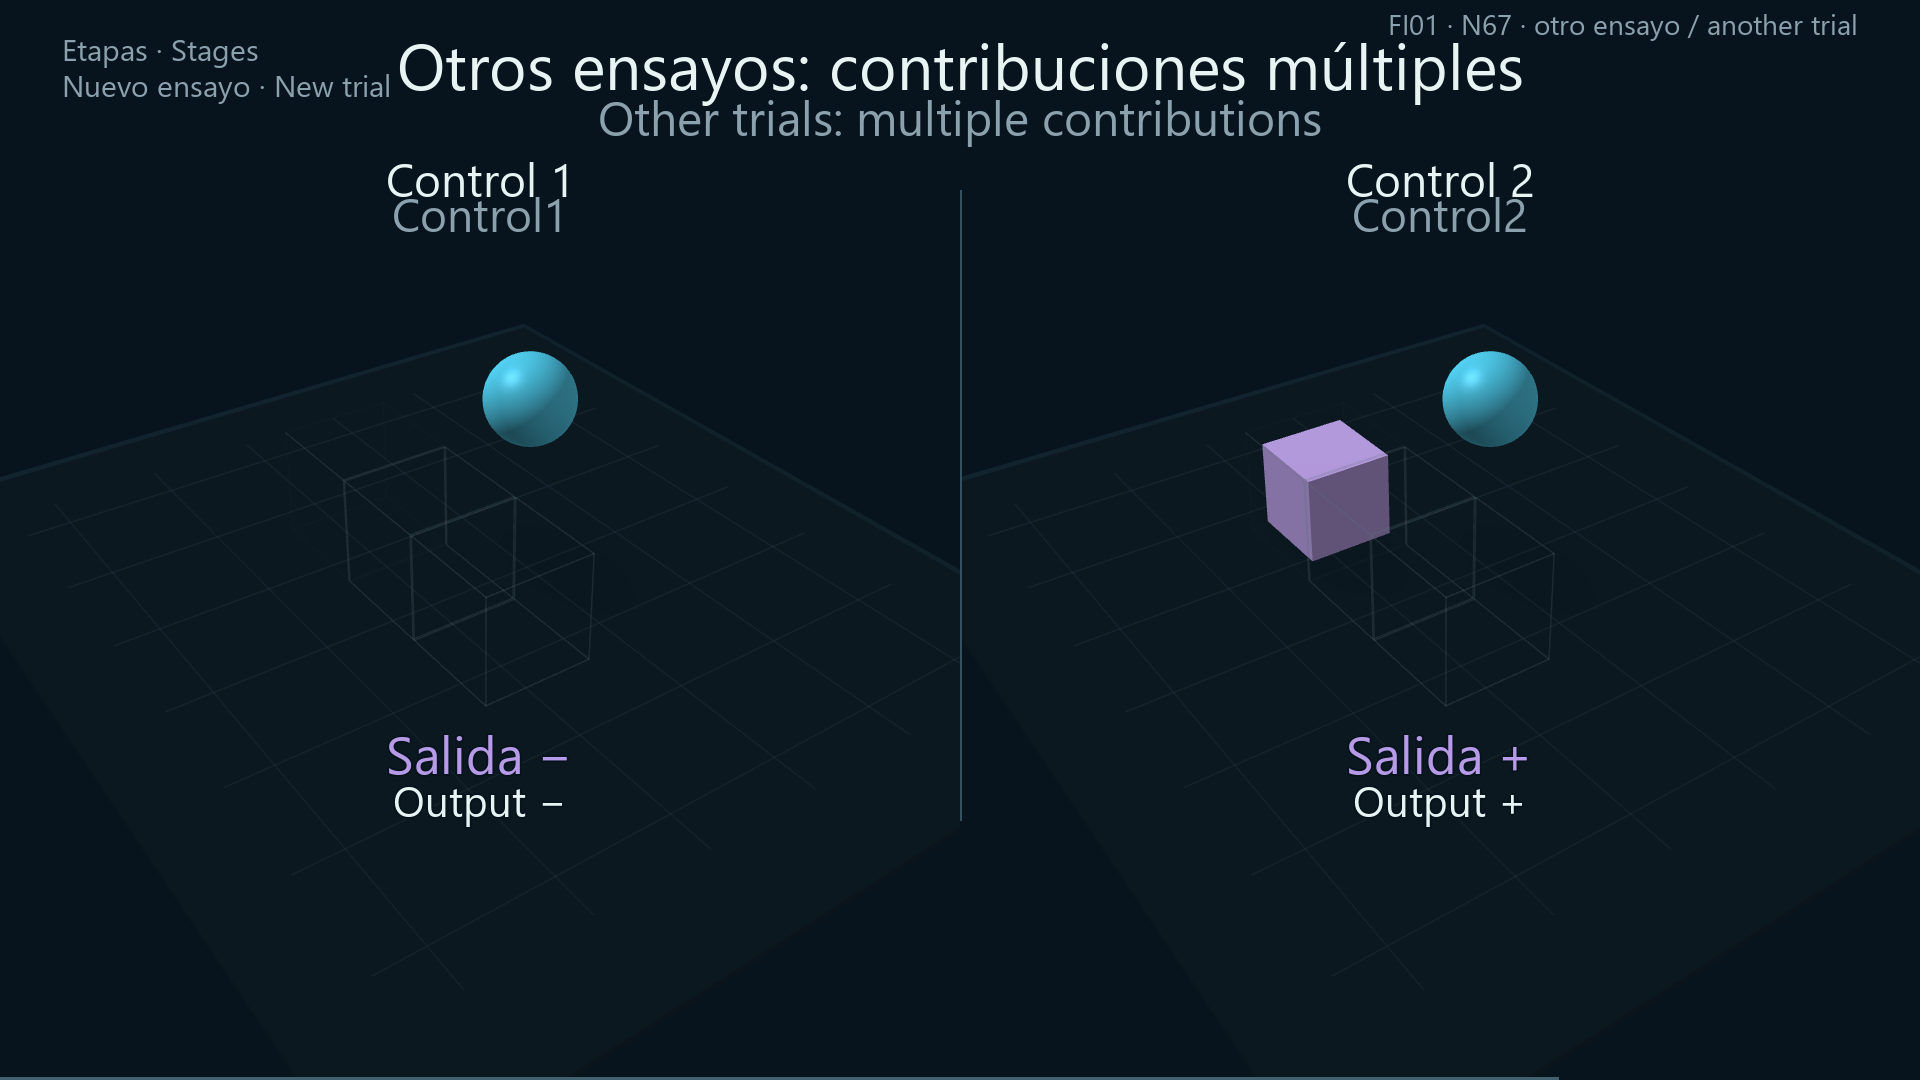 FI01 · N67 · otro ensayo / another trial
Etapas · Stages
Nuevo ensayo · New trial
Otros ensayos: contribuciones múltiples
Other trials: multiple contributions
Control 1
Control1
Salida –
Output –
Control 2
Control2
Salida +
Output +